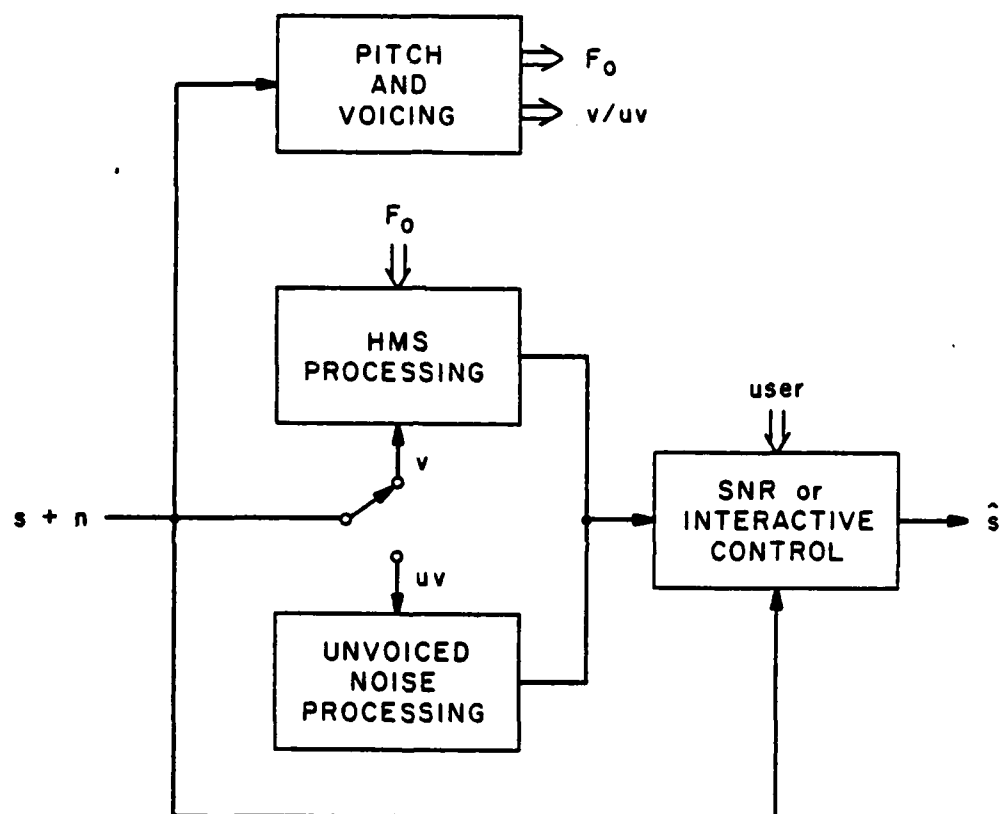 PITCH
AND
VOICING
F₀
v/uv
F₀
HMS
PROCESSING
v
s + n
uv
UNVOICED
NOISE
PROCESSING
user
SNR or
INTERACTIVE
CONTROL
ŝ